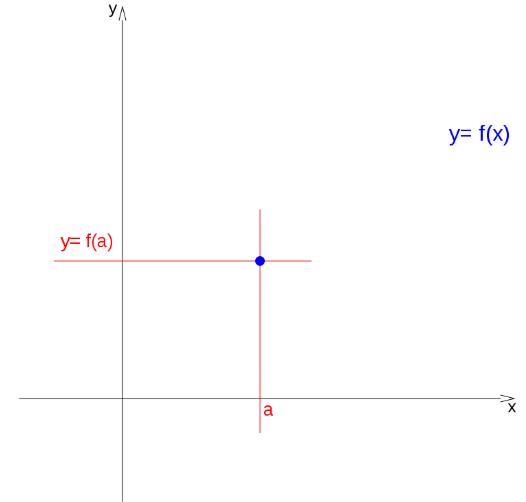 y
y= f(x)
y= f(a)
a
x